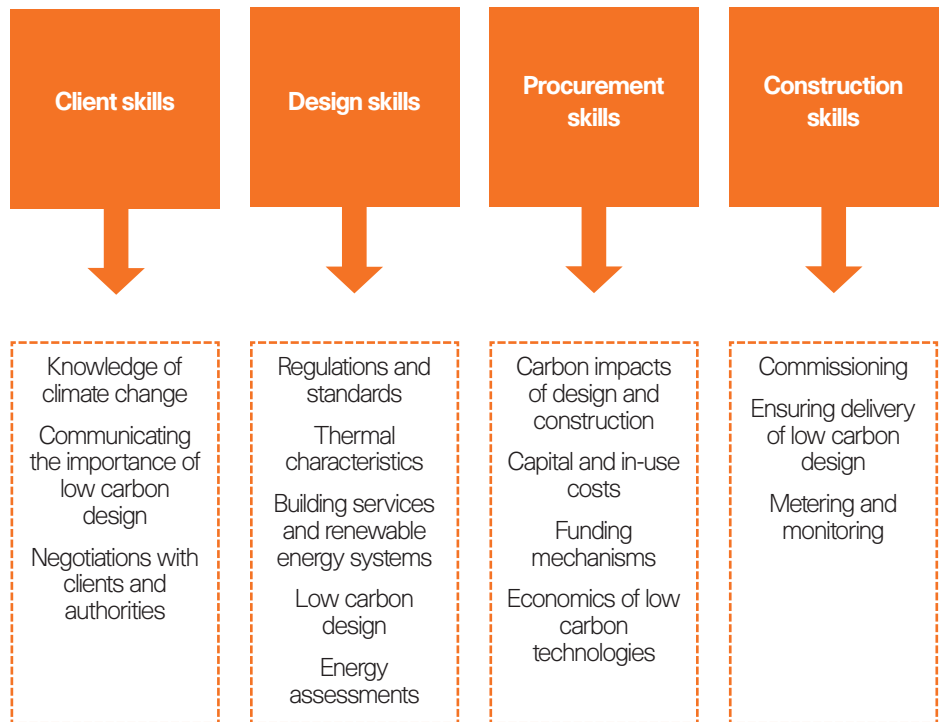 Client skills
Design skills
Procurement
skills
Construction
skills
Knowledge of
climate change
Communicating
the importance of
low carbon
design
Negotiations with
clients and
authorities
Regulations and
standards
Thermal
characteristics
Building services
and renewable
energy systems
Low carbon
design
Energy
assessments
Carbon impacts
of design and
construction
Capital and in-use
costs
Funding
mechanisms
Economics of low
carbon
technologies
Commissioning
Ensuring delivery
of low carbon
design
Metering and
monitoring